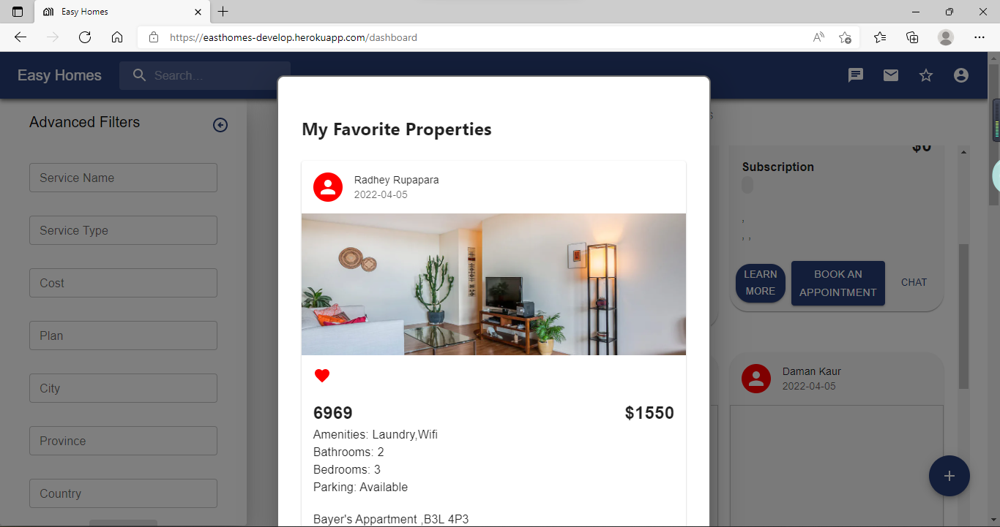 Easy Homes
https://easthomes-develop.herokuapp.com/dashboard
Easy Homes
Search...
Advanced Filters
Service Name
Service Type
Cost
Plan
City
Province
Country
My Favorite Properties
Radhey Rupapara
2022-04-05
6969
$1550
Amenities: Laundry,Wifi
Bathrooms: 2
Bedrooms: 3
Parking: Available
Bayer's Appartment ,B3L 4P3
$0
Subscription
,
, ,
LEARN
MORE
BOOK AN
APPOINTMENT
CHAT
Daman Kaur
2022-04-05